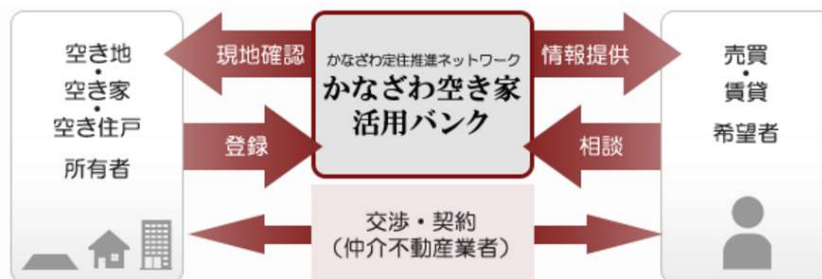 空き地
・
空き家
・
空き住戸
所有者
現地確認
登録
かなざわ定住推進ネットワーク
かなざわ空き家
活用バンク
情報提供
相談
売買
・
賃貸
希望者
交渉・契約
（仲介不動産業者）